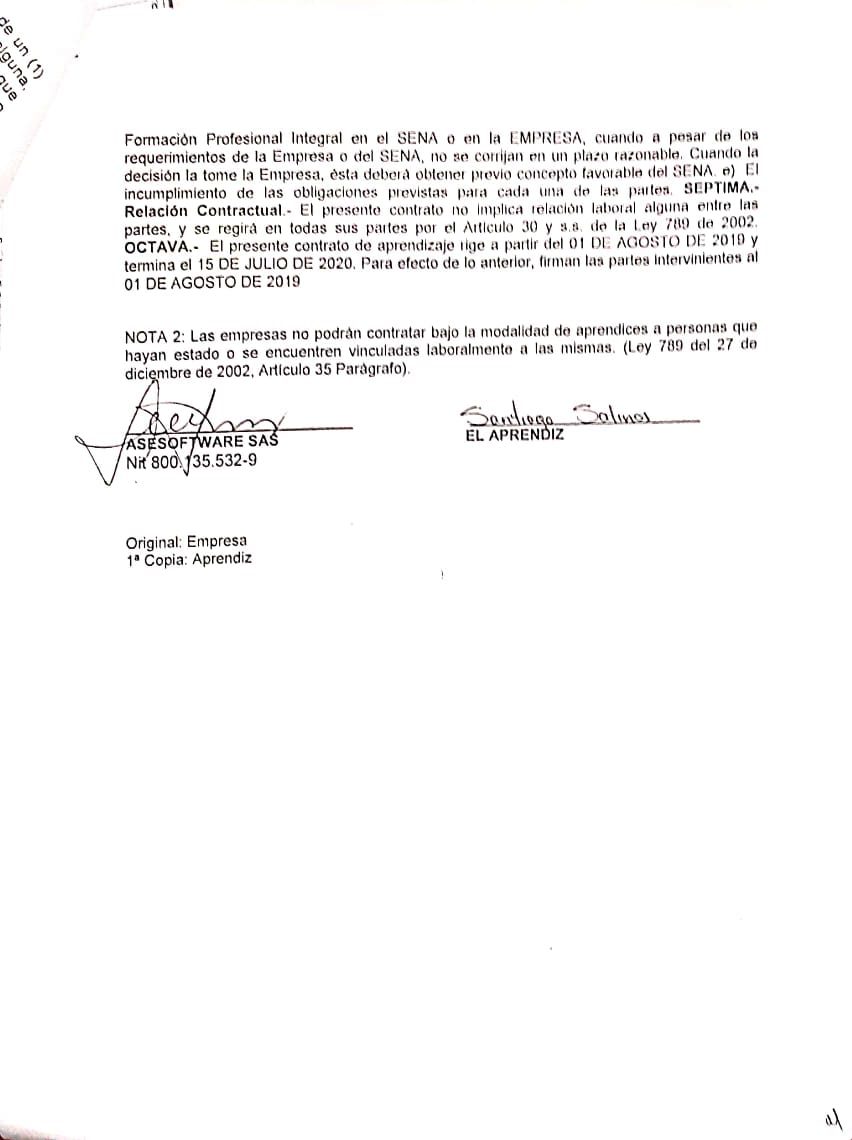 de un (1)
alguna.
que
Formación Profesional Integral en el SENA o en la EMPRESA, cuando a pesar de los
requerimientos de la Empresa o del SENA, no se corrijan en un plazo razonable. Cuando la
decisión la tome la Empresa, ésta deberá obtener previo concepto favorable del SENA. e) El
incumplimiento de las obligaciones previstas para cada una de las partes. SEPTIMA.-
Relación Contractual.- El presente contrato no implica relación laboral alguna entre las
partes, y se regirá en todas sus partes por el Artículo 30 y s.s. de la Ley 789 de 2002.
OCTAVA.- El presente contrato de aprendizaje rige a partir del 01 DE AGOSTO DE 2019 y
termina el 15 DE JULIO DE 2020. Para efecto de lo anterior, firman las partes intervinientes al
01 DE AGOSTO DE 2019
NOTA 2: Las empresas no podrán contratar bajo la modalidad de aprendices a personas que
hayan estado o se encuentren vinculadas laboralmente a las mismas. (Ley 789 del 27 de
diciembre de 2002, Artículo 35 Parágrafo).
Santiago Salinas
ASESOFTWARE SAS
EL APRENDIZ
Nit 800.135.532-9
Original: Empresa
1ª Copia: Aprendiz